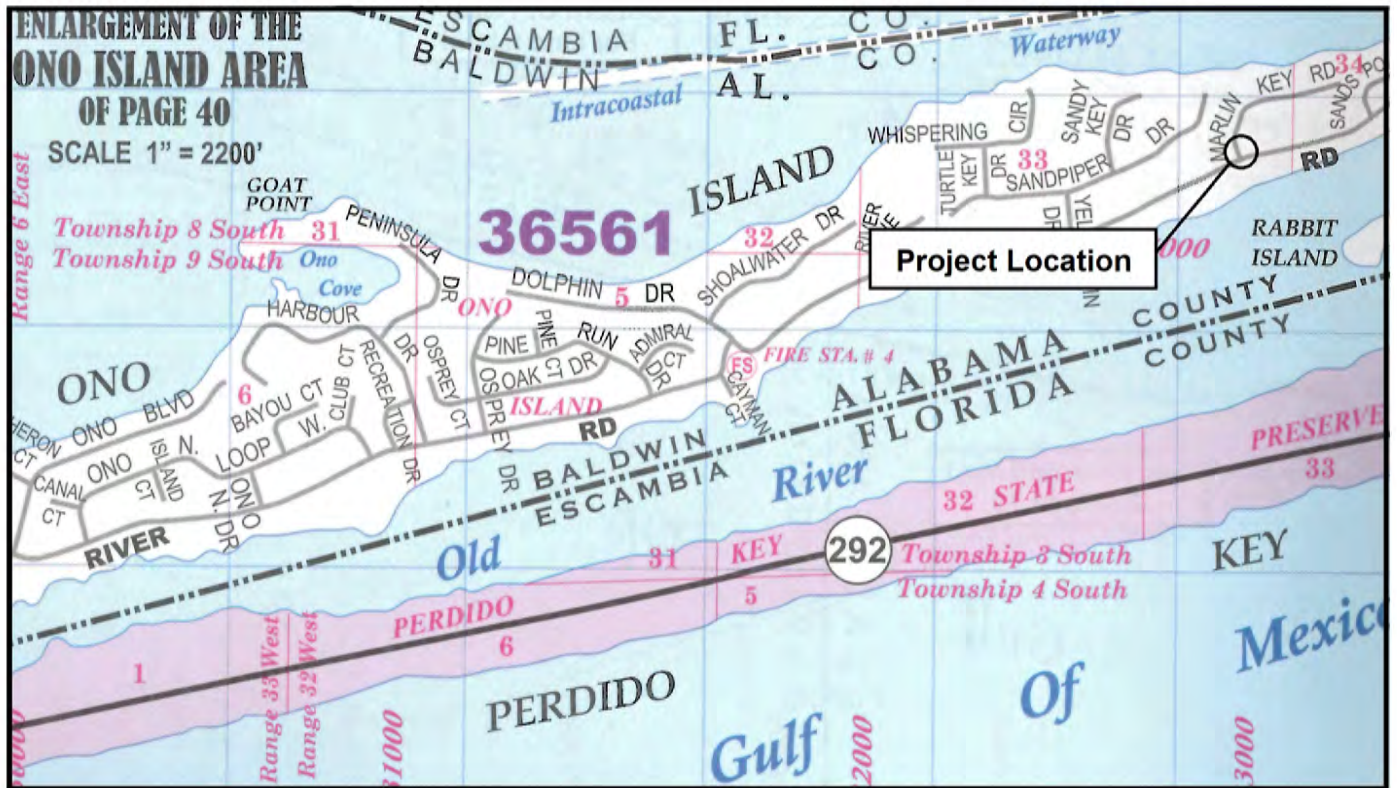 ENLARGEMENT OF THE
ONO ISLAND AREA
OF PAGE 40
SCALE 1" = 2200'
ESCAMBIA FL. CO.
BALDWIN AL. CO.
Intracoastal
Waterway
Range 6 East
GOAT
POINT
Township 8 South 31
Township 9 South
Ono
Cove
PENINSULA DR
36561
ISLAND
WHISPERING
CIR
SANDY
KEY
DR
DR
MARLIN
KEY RD
34
SANDS
TURTLE
KEY
DR
33
SANDPIPER
DR
RD
RABBIT
ISLAND
Project Location
000
32
SHOALWATER DR
RIVER
DOLPHIN DR
5
ONO
HARBOUR
DR
PINE
PINE
CT
RUN
OAK DR
ADMIRAL
CT
DR
OSPREY CT
OSPREY DR
ISLAND
RD
FS
FIRE STA. # 4
CAYMAN
CT
RECREATION DR
ONO
ONO BLVD
6
BAYOU CT
CLUB CT
W.
LOOP
N.
HERON
CT
ONO
ISLAND
CT
CANAL
CT
N. DR
ONO
RIVER
ALABAMA COUNTY
FLORIDA COUNTY
BALDWIN
ESCAMBIA
Old River
31 KEY
292
32 STATE
PRESERVE
33
Township 3 South
Township 4 South
5
KEY
PERDIDO
6
1
Range 33 West
Range 32 West
PERDIDO
Gulf Of Mexico
31000
2000
3000